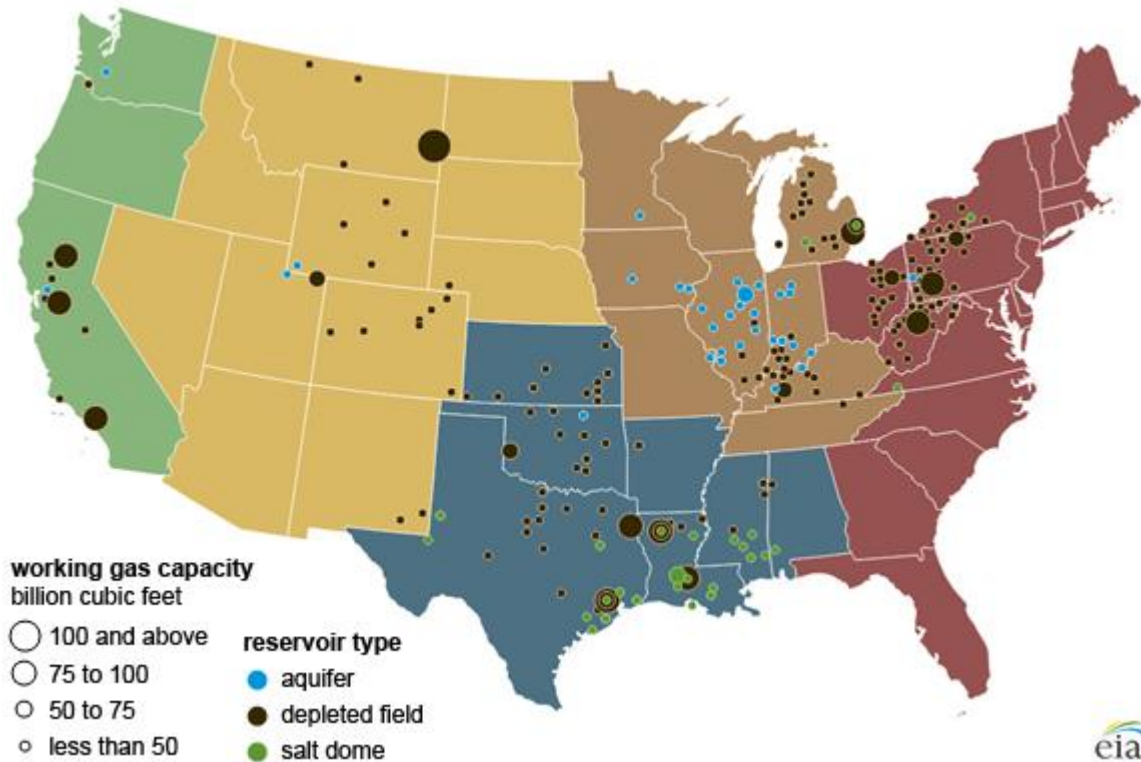 working gas capacity
billion cubic feet
100 and above
75 to 100
50 to 75
less than 50
reservoir type
aquifer
depleted field
salt dome
eia